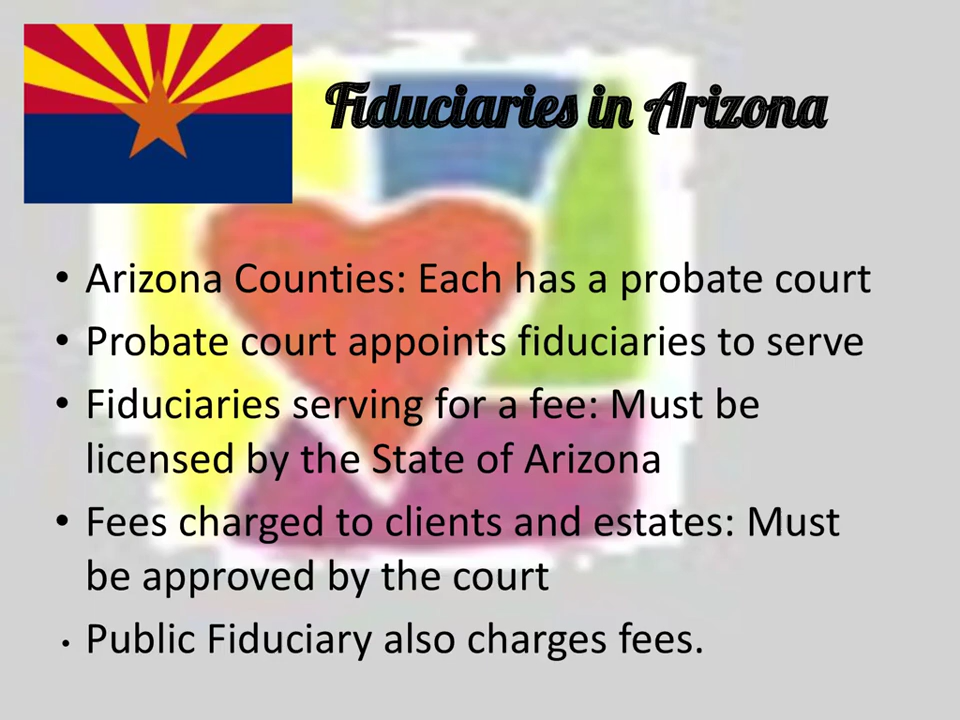 Fiduciaries in Arizona
• Arizona Counties: Each has a probate court
• Probate court appoints fiduciaries to serve
• Fiduciaries serving for a fee: Must be
licensed by the State of Arizona
• Fees charged to clients and estates: Must
be approved by the court
• Public Fiduciary also charges fees.